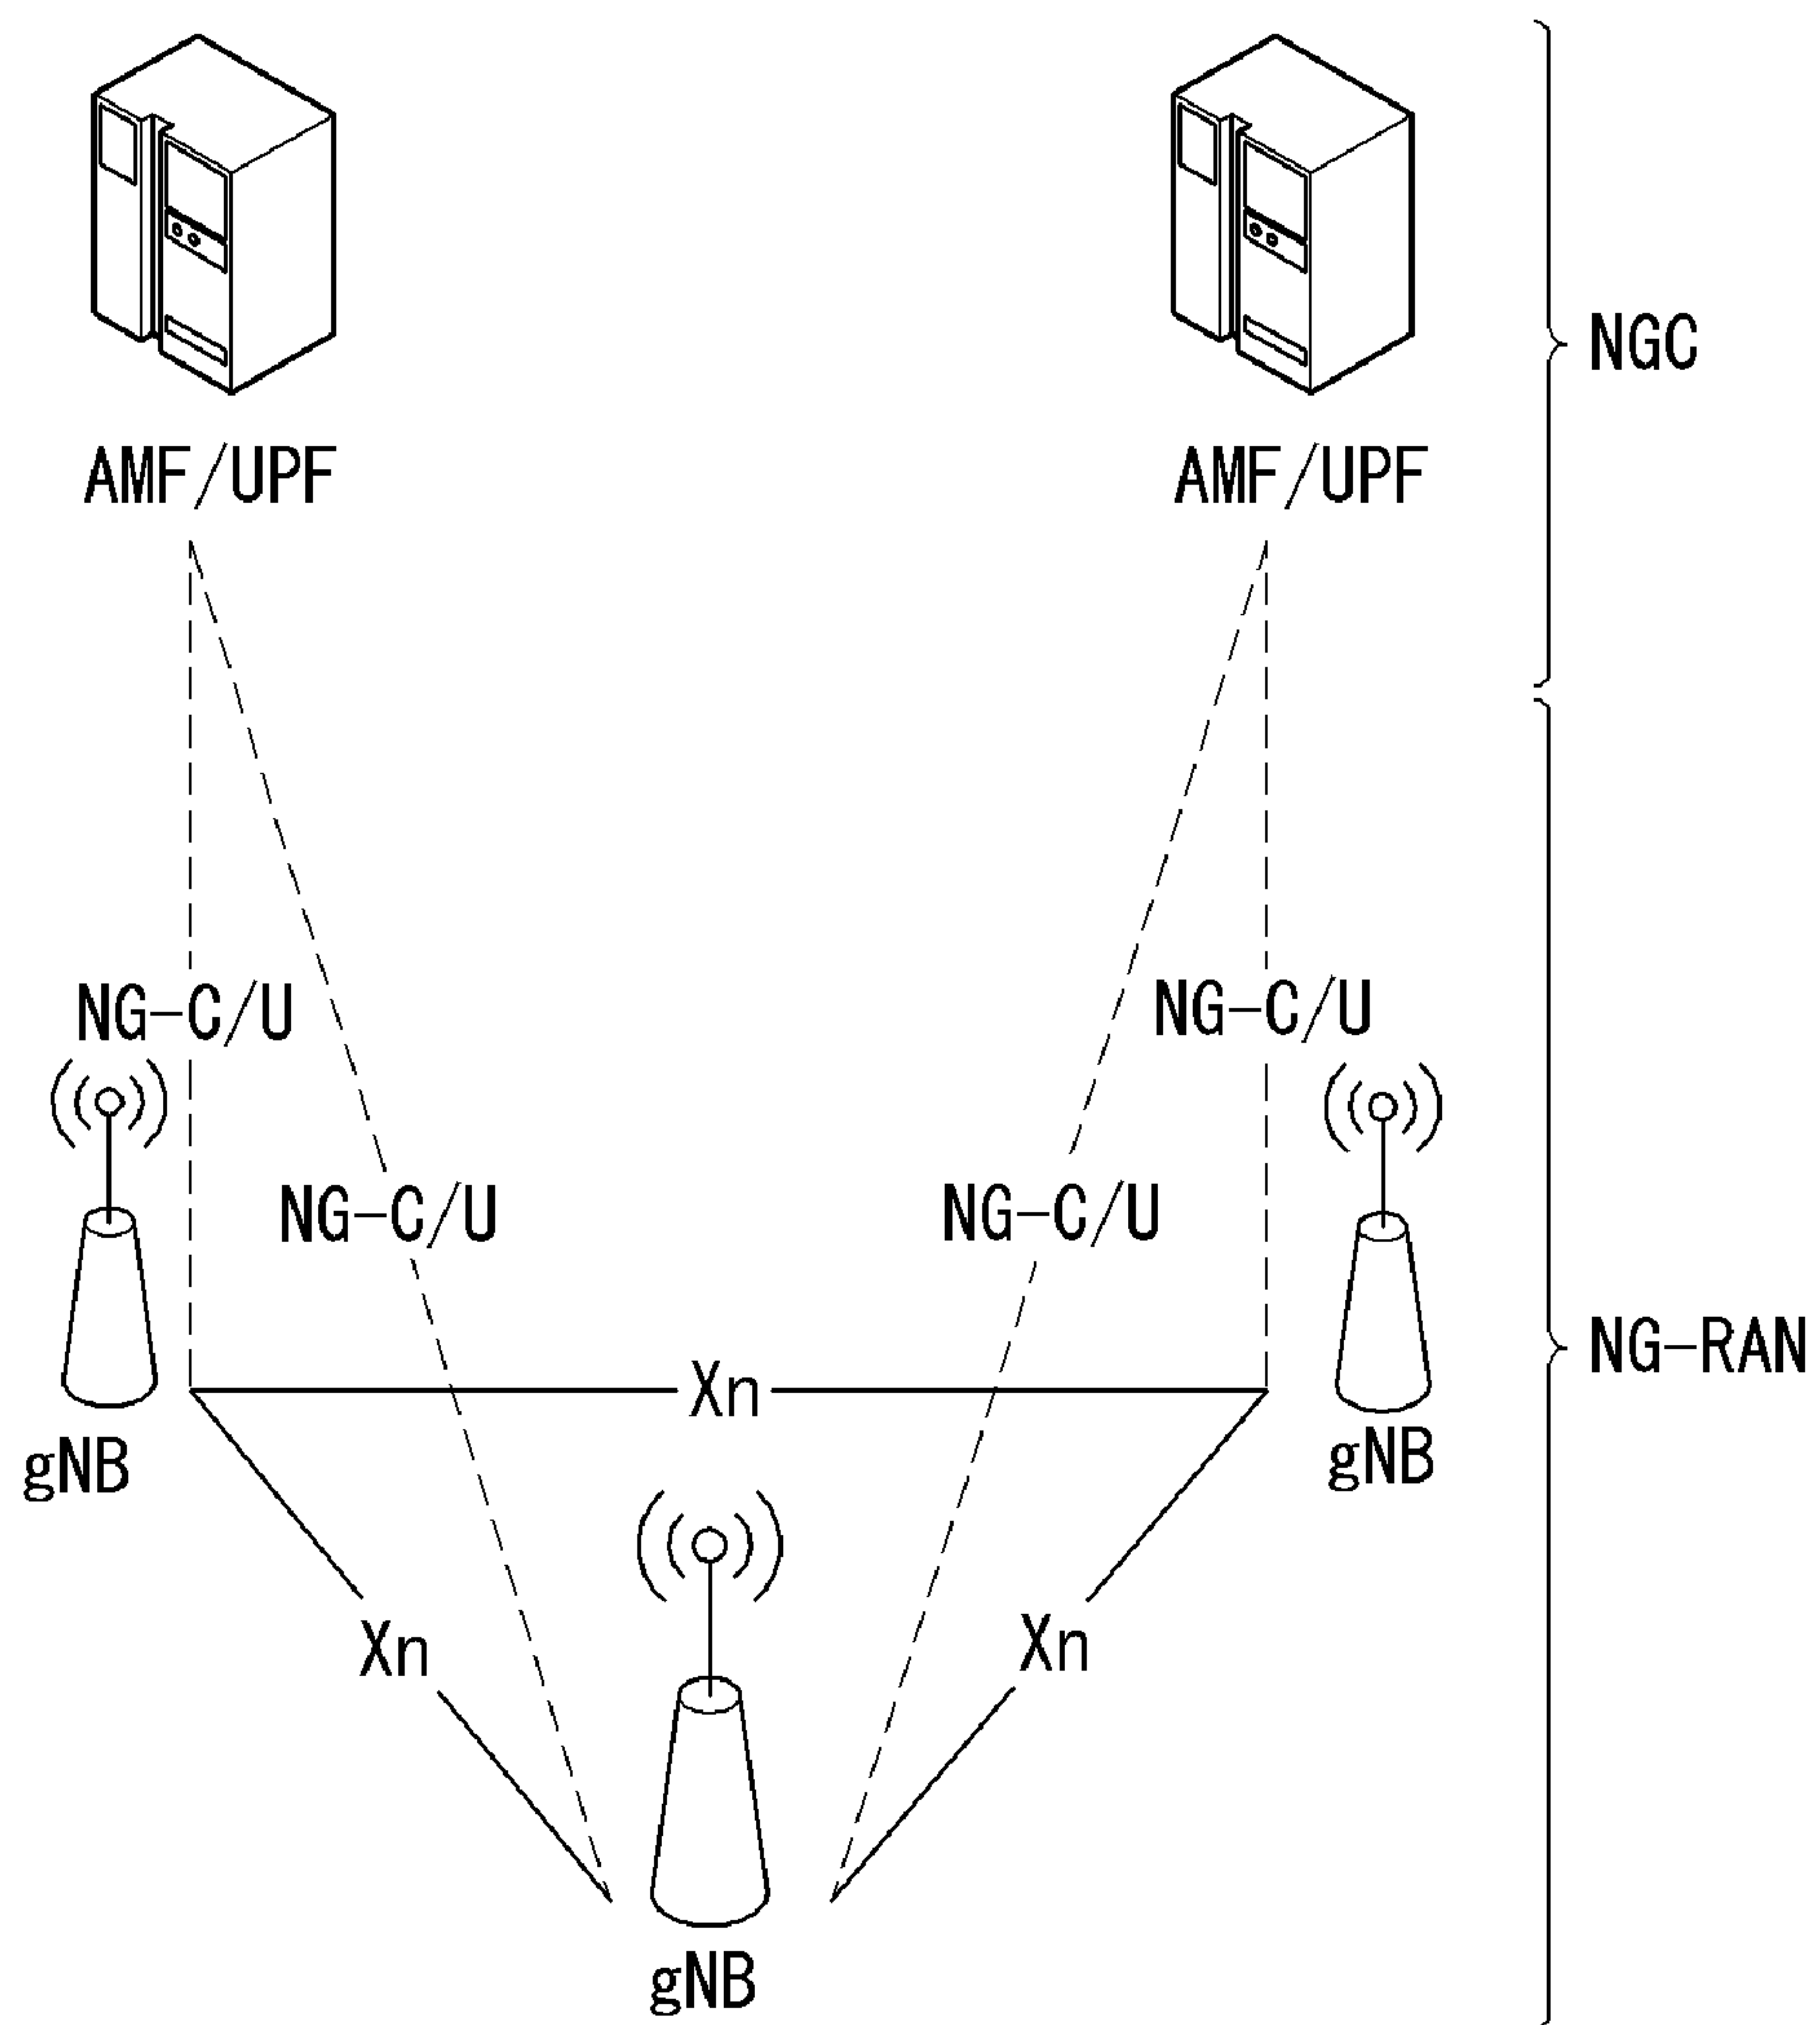 NGC
AMF/UPF
AMF/UPF
NG-C/U
NG-C/U
NG-C/U
NG-C/U
NG-RAN
Xn
gNB
gNB
Xn
Xn
gNB